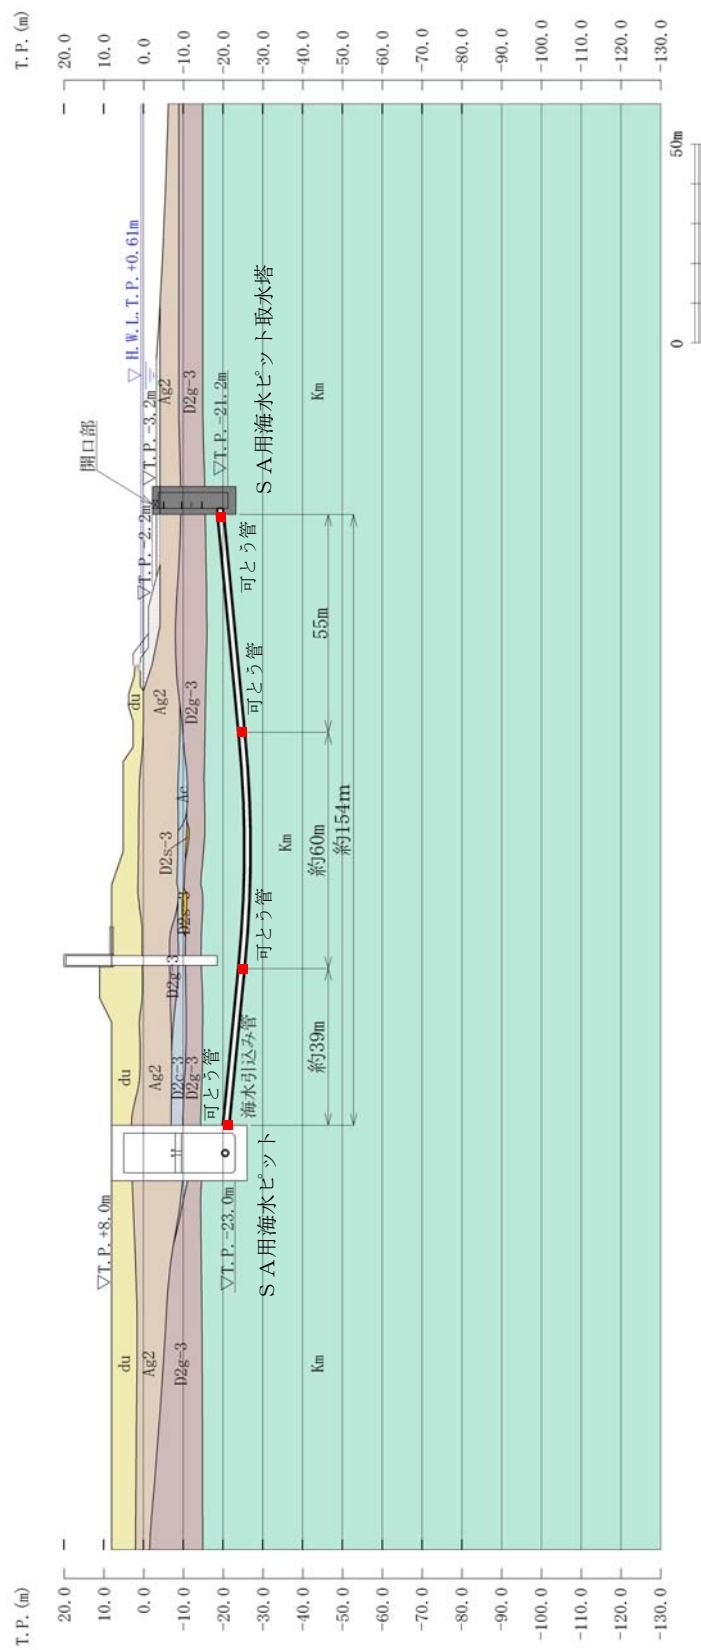 T.P.(m)
20.0
10.0
0.0
-10.0
-20.0
-30.0
-40.0
-50.0
-60.0
-70.0
-80.0
-90.0
-100.0
-110.0
-120.0
-130.0
▽T.P.+8.0m
du
Ag2
D2g-3
Km
▽T.P.-23.0m
SA用海水ピット
du
Ag2
D2c-3
D2g-3
可とう管
海水引込み管
約39m
D2g-3
D2s-3
可とう管
D2s-3
Ac
Km
約60m
約154m
du
Ag2
D2g-3
可とう管
55m
可とう管
▽T.P.-2.2m
▽T.P.-3.2m
開口部
▽H.W.L.T.P.+0.61m
Ag2
D2g-3
▽T.P.-21.2m
SA用海水ピット取水塔
Km
T.P.(m)
20.0
10.0
0.0
-10.0
-20.0
-30.0
-40.0
-50.0
-60.0
-70.0
-80.0
-90.0
-100.0
-110.0
-120.0
-130.0
0
50m